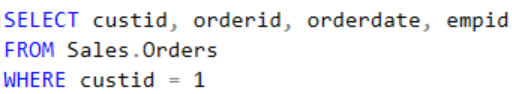 SELECT custid, orderid, orderdate, empid
FROM Sales.Orders
WHERE custid = 1